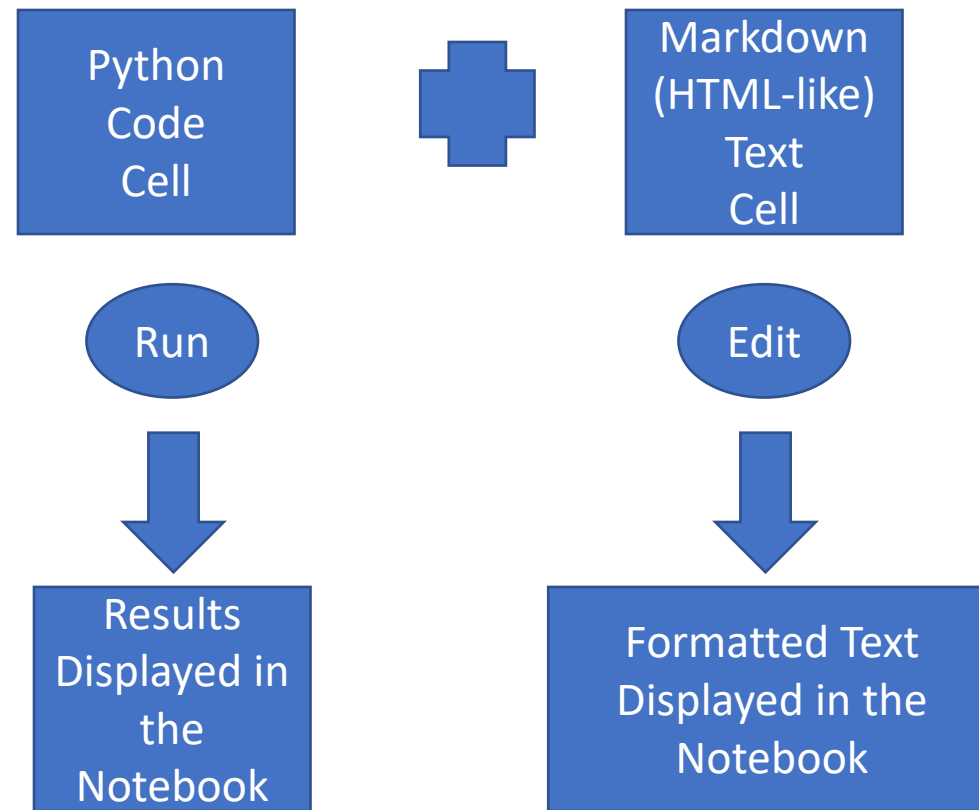 Python
Code
Cell
Markdown
(HTML-like)
Text
Cell
Run
Edit
Results
Displayed in
the
Notebook
Formatted Text
Displayed in the
Notebook